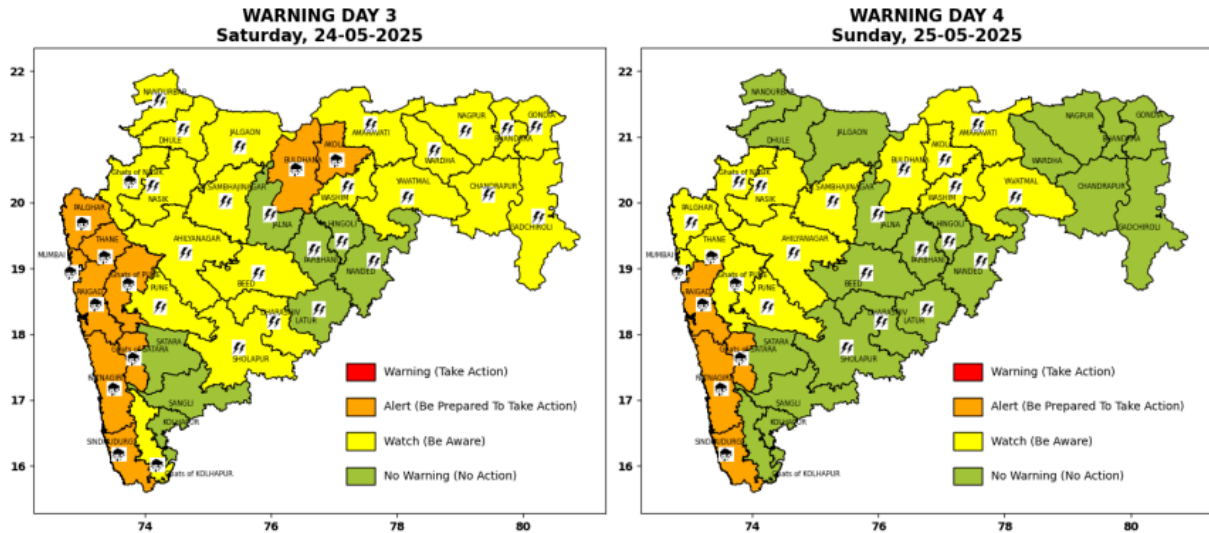 WARNING DAY 3
Saturday, 24-05-2025
22
21
20
19
18
17
16
74
76
78
80
NANDURBAR
DHULE
JALGAON
BULDHANA
AKOLA
AMARAVATI
NAGPUR
GONDIA
BHANDARA
WARDHA
Ghats of NASIK
NASIK
SAMBHAJINAGAR
WASHIM
YAVATMAL
CHANDRAPUR
GADCHIROLI
PALGHAR
JALNA
HINGOLI
THANE
AHILYANAGAR
PARBHANI
NANDED
MUMBAI
Ghats of PUNE
PUNE
BEED
RAIGAD
DHARASHIV
LATUR
SATARA
Ghats of SATARA
SHOLAPUR
RATNAGIRI
SANGLI
KOLHAPUR
SINDHUDURG
Ghats of KOLHAPUR
Warning (Take Action)
Alert (Be Prepared To Take Action)
Watch (Be Aware)
No Warning (No Action)
WARNING DAY 4
Sunday, 25-05-2025
22
21
20
19
18
17
16
74
76
78
80
NANDURBAR
DHULE
JALGAON
BULDHANA
AKOLA
AMARAVATI
NAGPUR
GONDIA
BHANDARA
WARDHA
Ghats of NASIK
NASIK
SAMBHAJINAGAR
WASHIM
YAVATMAL
CHANDRAPUR
GADCHIROLI
PALGHAR
JALNA
HINGOLI
THANE
AHILYANAGAR
PARBHANI
NANDED
MUMBAI
Ghats of PUNE
PUNE
BEED
RAIGAD
DHARASHIV
LATUR
SATARA
Ghats of SATARA
SHOLAPUR
RATNAGIRI
SANGLI
KOLHAPUR
SINDHUDURG
Ghats of KOLHAPUR
Warning (Take Action)
Alert (Be Prepared To Take Action)
Watch (Be Aware)
No Warning (No Action)